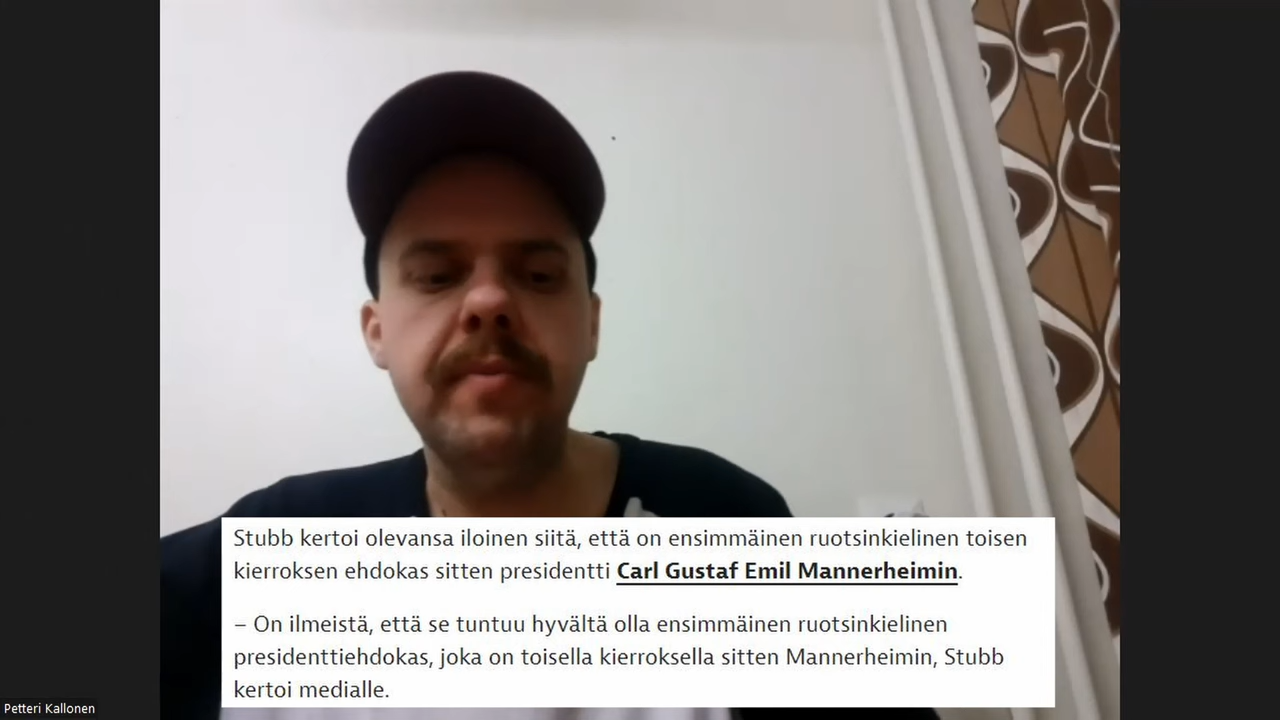 Stubb kertoi olevansa iloinen siitä, että on ensimmäinen ruotsinkielinen toisen
kierroksen ehdokas sitten presidentti Carl Gustaf Emil Mannerheimin.
– On ilmeistä, että se tuntuu hyvältä olla ensimmäinen ruotsinkielinen
presidenttiehdokas, joka on toisella kierroksella sitten Mannerheimin, Stubb
kertoi medialle.
Petteri Kallonen